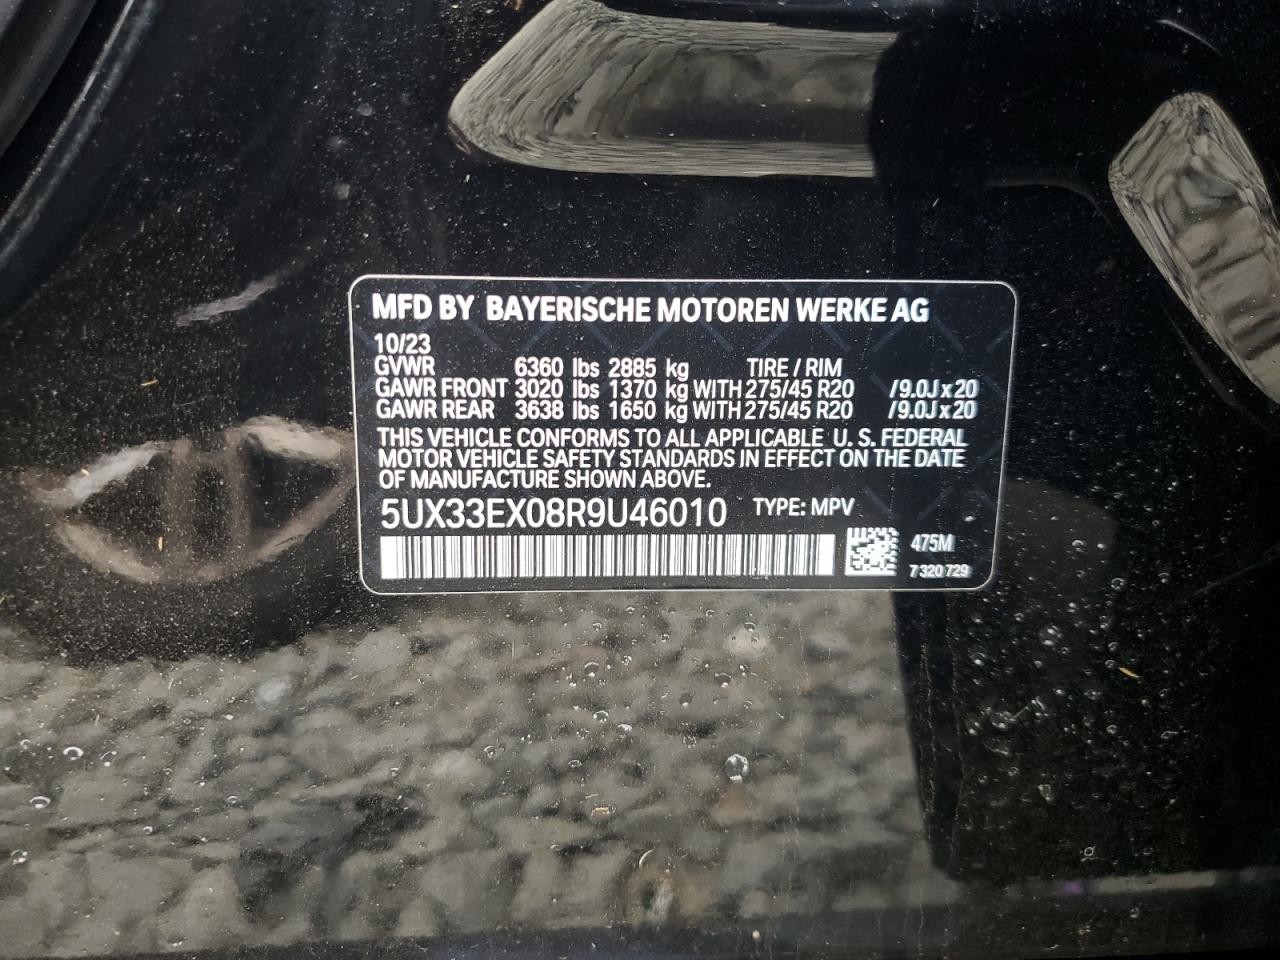 MFD BY BAYERISCHE MOTOREN WERKE AG
10/23
GVWR 6360 lbs 2885 kg TIRE / RIM
GAWR FRONT 3020 lbs 1370 kg WITH 275/45 R20 /9.0J x 20
GAWR REAR 3638 lbs 1650 kg WITH 275/45 R20 /9.0J x 20
THIS VEHICLE CONFORMS TO ALL APPLICABLE U. S. FEDERAL
MOTOR VEHICLE SAFETY STANDARDS IN EFFECT ON THE DATE
OF MANUFACTURE SHOWN ABOVE.
5UX33EX08R9U46010 TYPE: MPV
475M
7 320 729